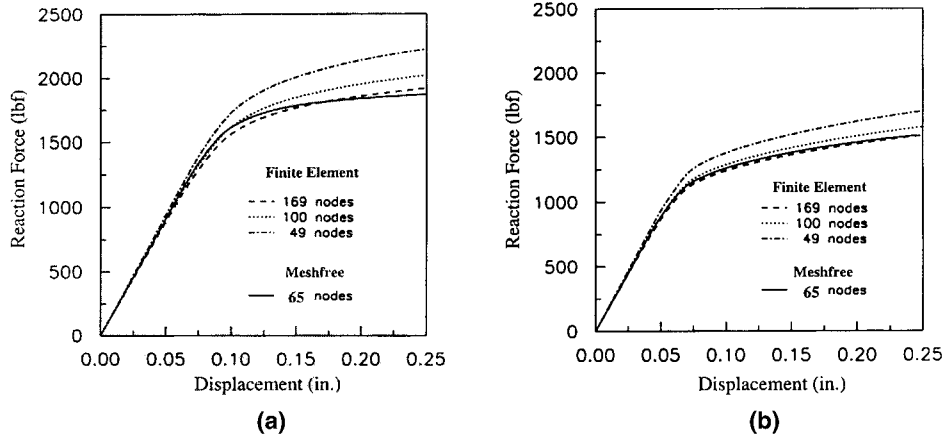 2500
2000
1500
1000
500
0
Reaction Force (lbf)
Finite Element
169 nodes
100 nodes
49 nodes
Meshfree
65 nodes
0.00 0.05 0.10 0.15 0.20 0.25
Displacement (in.)
(a)
2500
2000
1500
1000
500
0
Reaction Force (lbf)
Finite Element
169 nodes
100 nodes
49 nodes
Meshfree
65 nodes
0.00 0.05 0.10 0.15 0.20 0.25
Displacement (in.)
(b)